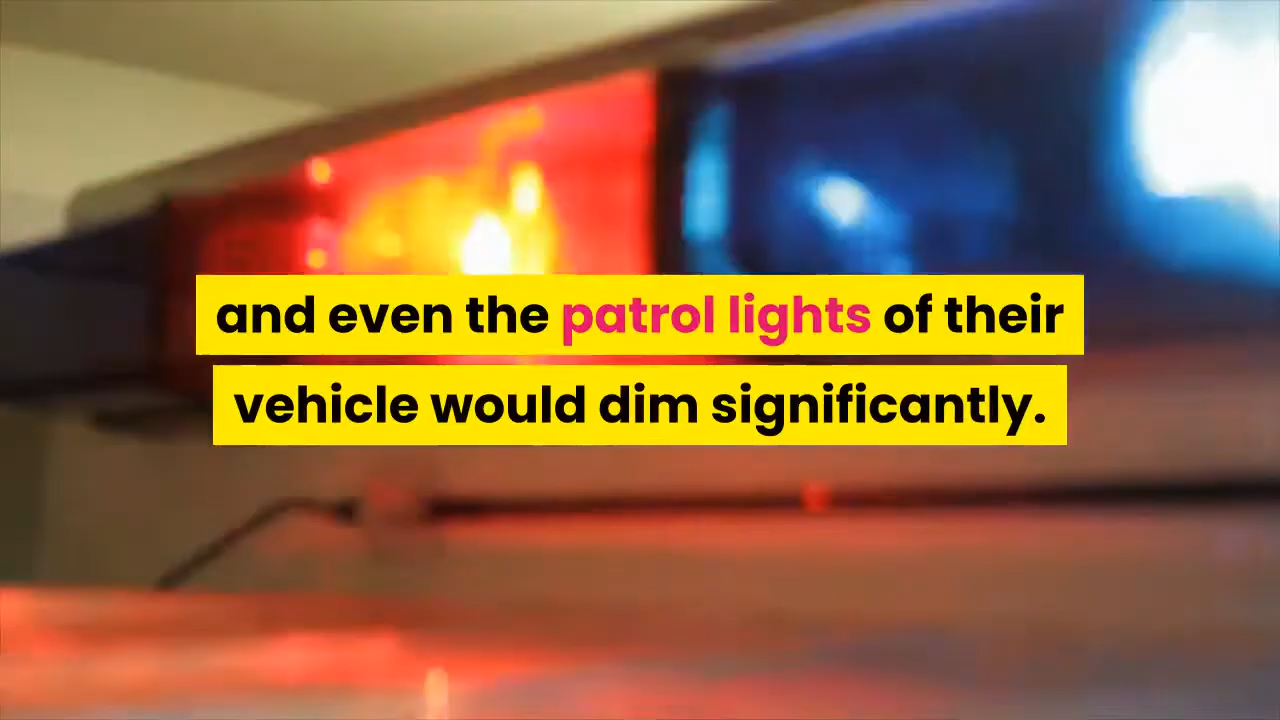 and even the patrol lights of their
vehicle would dim significantly.